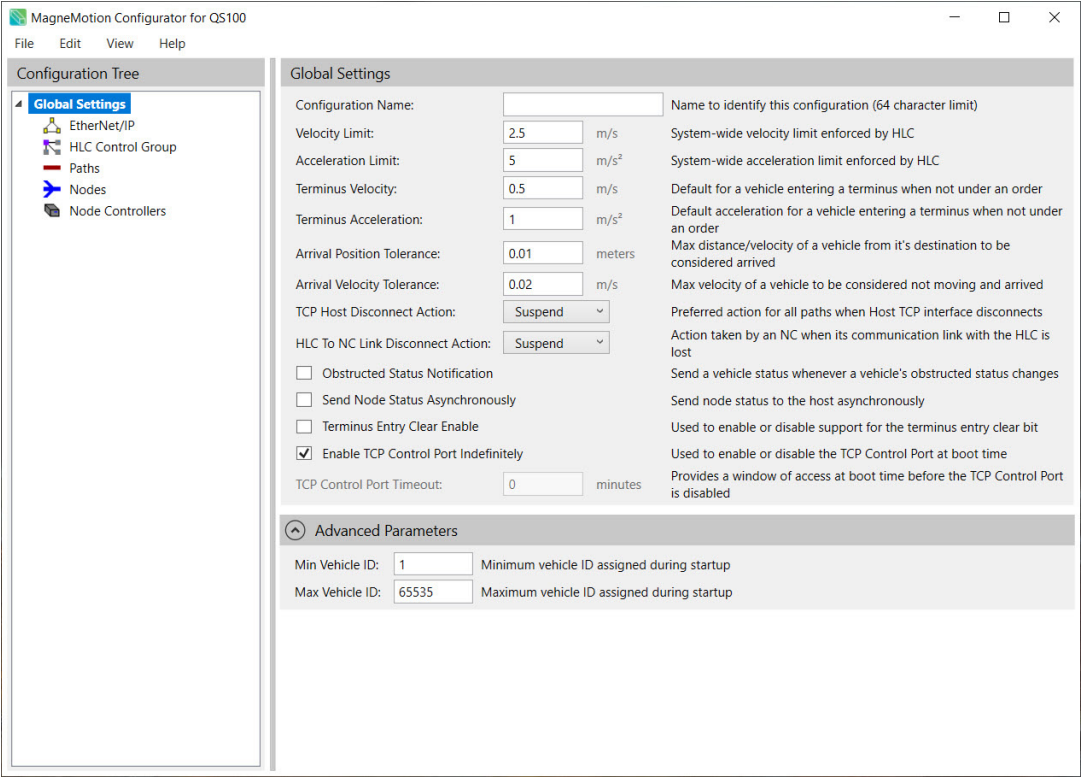 MagneMotion Configurator for QS100
File Edit View Help
Configuration Tree
Global Settings
EtherNet/IP
HLC Control Group
Paths
Nodes
Node Controllers
Global Settings
Configuration Name: Name to identify this configuration (64 character limit)
Velocity Limit: 2.5 m/s System-wide velocity limit enforced by HLC
Acceleration Limit: 5 m/s² System-wide acceleration limit enforced by HLC
Terminus Velocity: 0.5 m/s Default for a vehicle entering a terminus when not under an order
Terminus Acceleration: 1 m/s² Default acceleration for a vehicle entering a terminus when not under
an order
Arrival Position Tolerance: 0.01 meters Max distance/velocity of a vehicle from it's destination to be
considered arrived
Arrival Velocity Tolerance: 0.02 m/s Max velocity of a vehicle to be considered not moving and arrived
TCP Host Disconnect Action: Suspend Preferred action for all paths when Host TCP interface disconnects
HLC To NC Link Disconnect Action: Suspend Action taken by an NC when its communication link with the HLC is
lost
Obstructed Status Notification Send a vehicle status whenever a vehicle's obstructed status changes
Send Node Status Asynchronously Send node status to the host asynchronously
Terminus Entry Clear Enable Used to enable or disable support for the terminus entry clear bit
Enable TCP Control Port Indefinitely Used to enable or disable the TCP Control Port at boot time
TCP Control Port Timeout: 0 minutes Provides a window of access at boot time before the TCP Control Port
is disabled
Advanced Parameters
Min Vehicle ID: 1 Minimum vehicle ID assigned during startup
Max Vehicle ID: 65535 Maximum vehicle ID assigned during startup